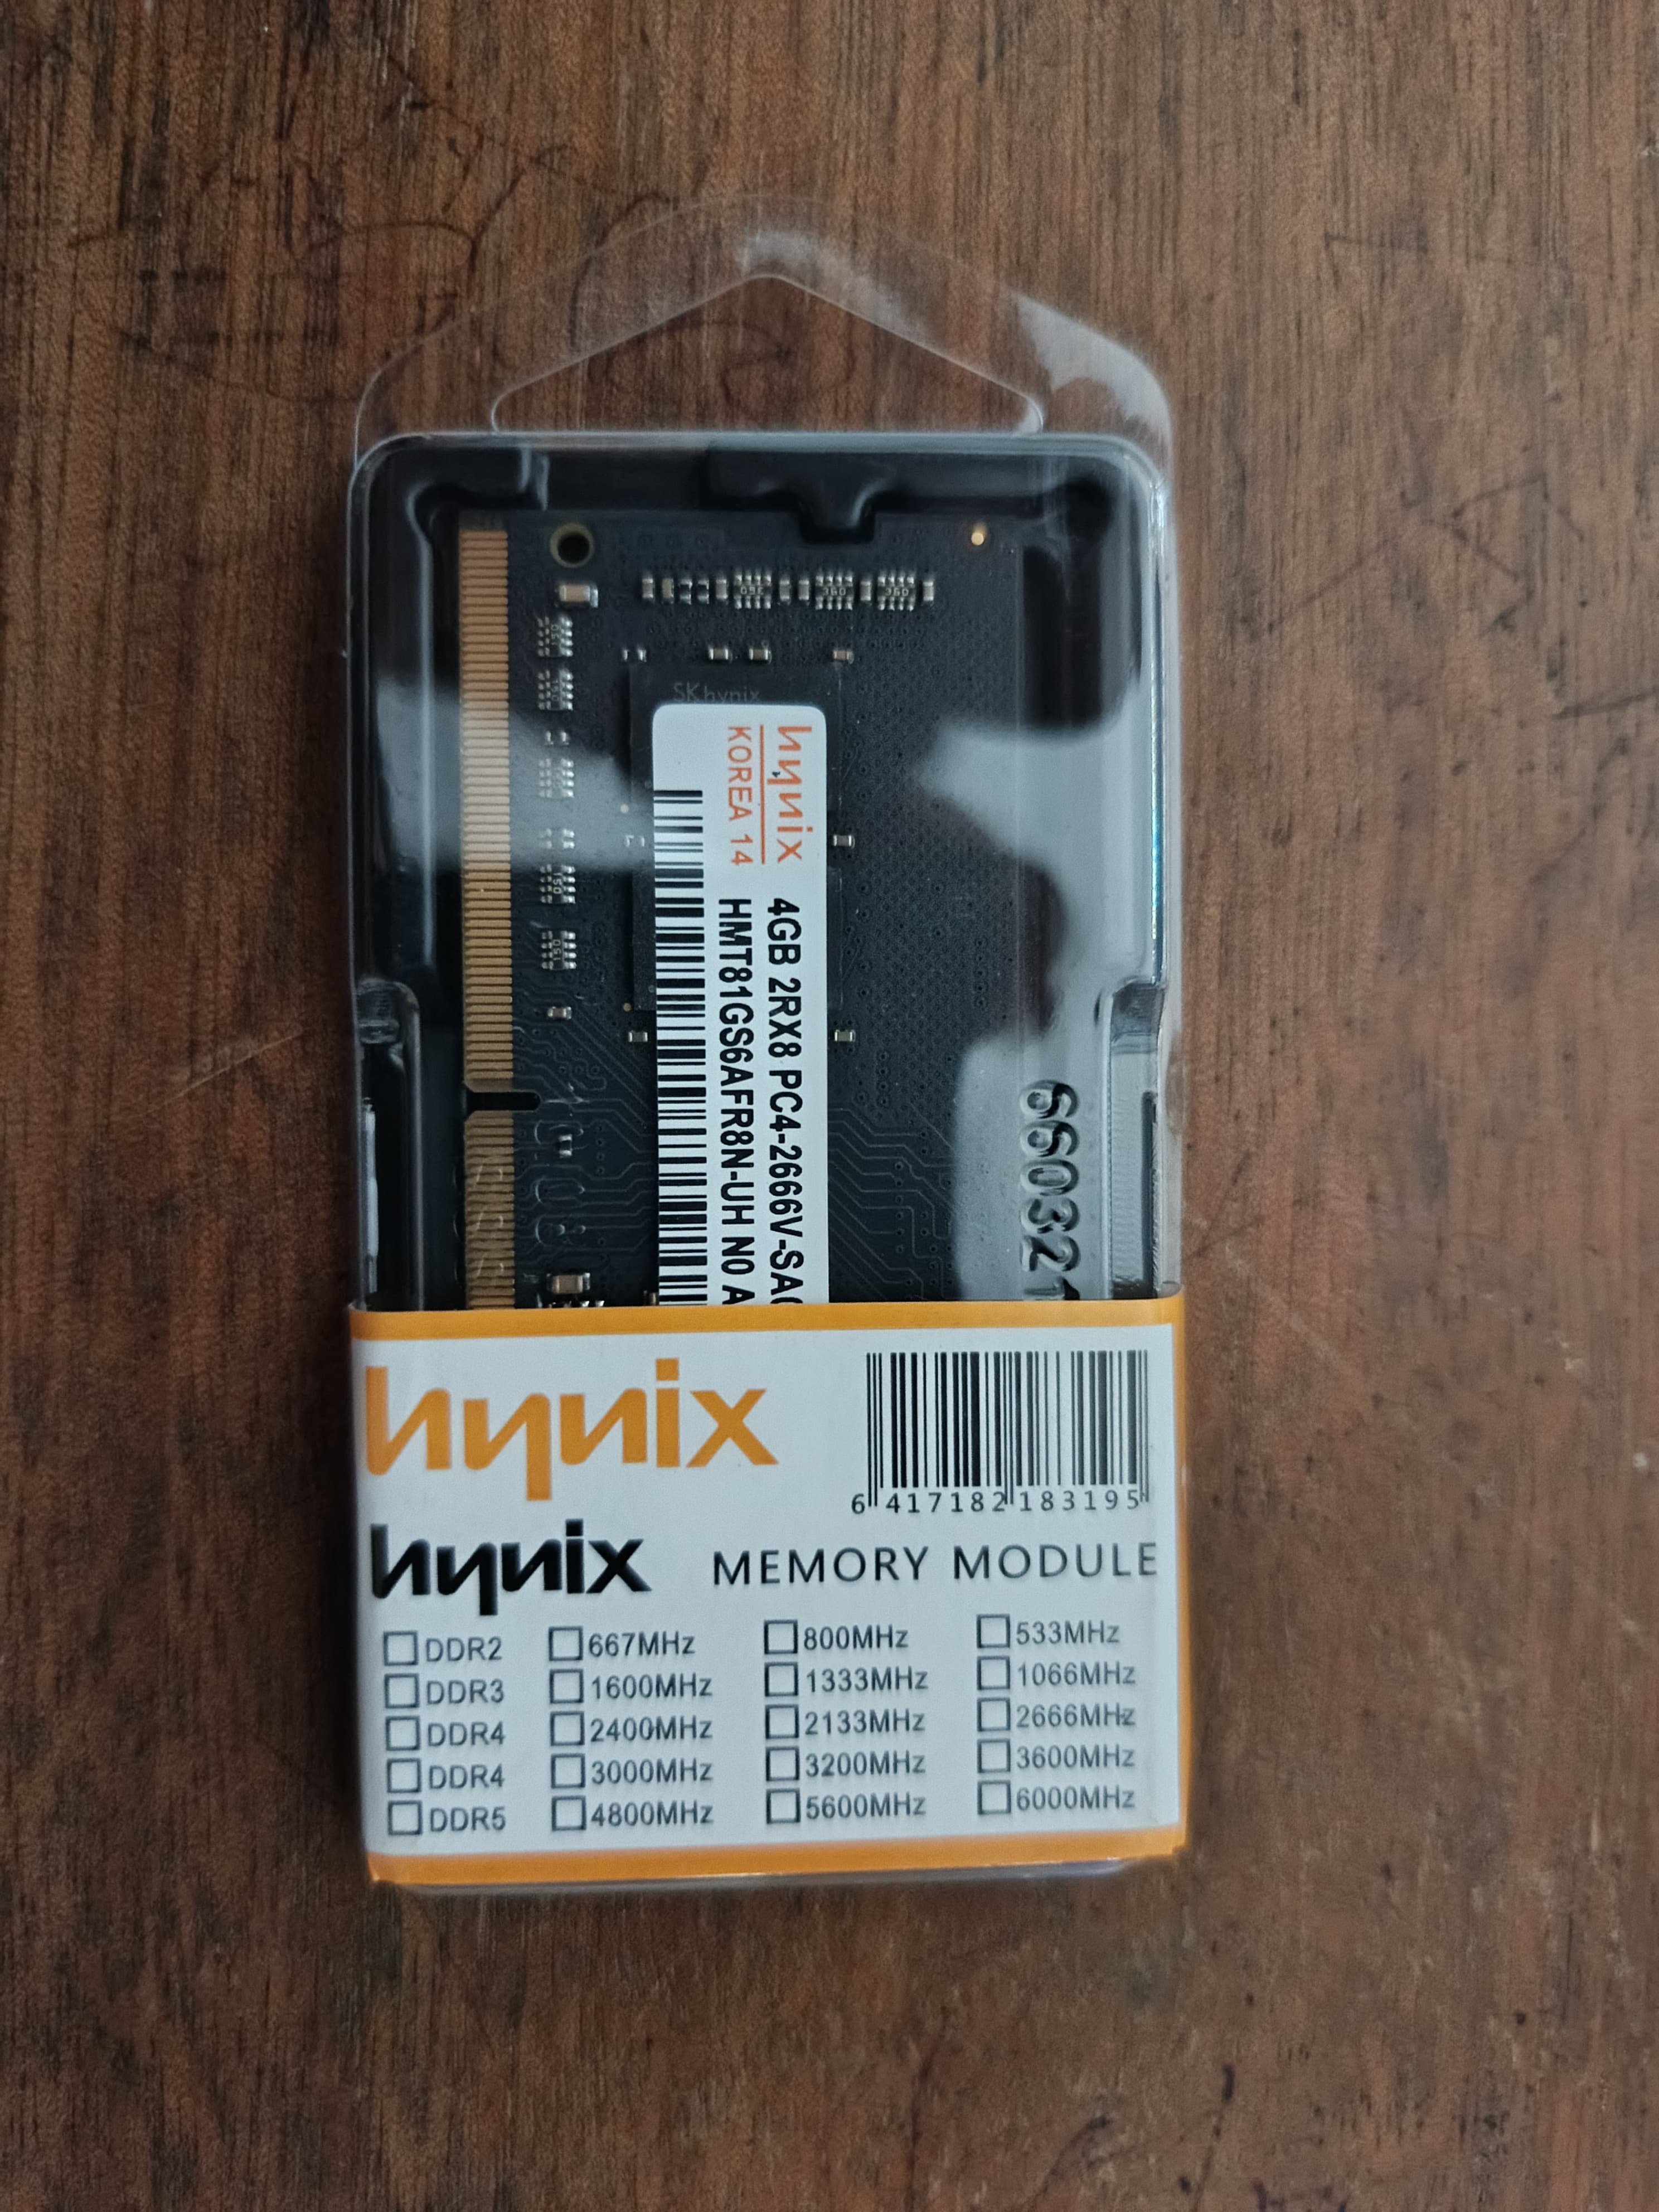 SK hynix
hynix
KOREA 14
4GB 2RX8 PC4-2666V-SA
HMT81GS6AFR8N-UH N0 A
660321
hynix
6 417182 183195
hynix MEMORY MODULE
DDR2 667MHz 800MHz 533MHz
DDR3 1600MHz 1333MHz 1066MHz
DDR4 2400MHz 2133MHz 2666MHz
DDR4 3000MHz 3200MHz 3600MHz
DDR5 4800MHz 5600MHz 6000MHz